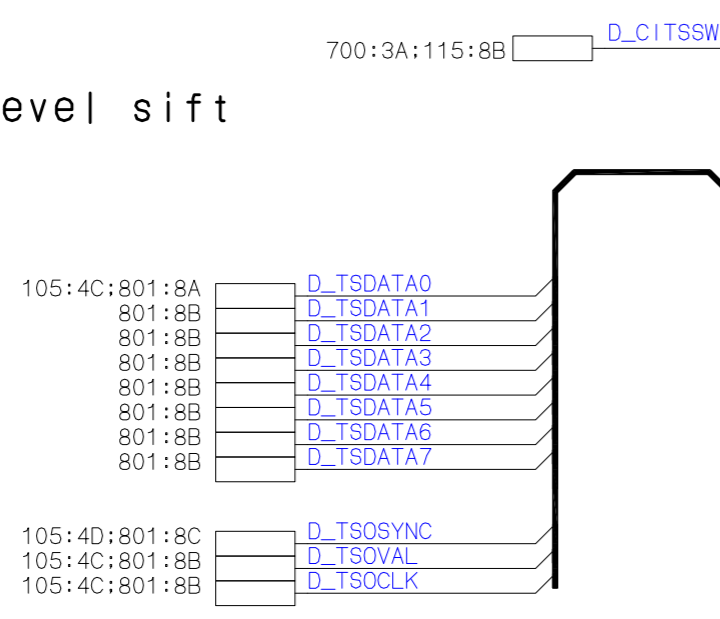 700:3A;115:8B D_CITSSW
evel sift
105:4C;801:8A D_TSDATA0
801:8B D_TSDATA1
801:8B D_TSDATA2
801:8B D_TSDATA3
801:8B D_TSDATA4
801:8B D_TSDATA5
801:8B D_TSDATA6
801:8B D_TSDATA7
105:4D;801:8C D_TSOSYNC
105:4C;801:8B D_TSOVAL
105:4C;801:8B D_TSOCLK